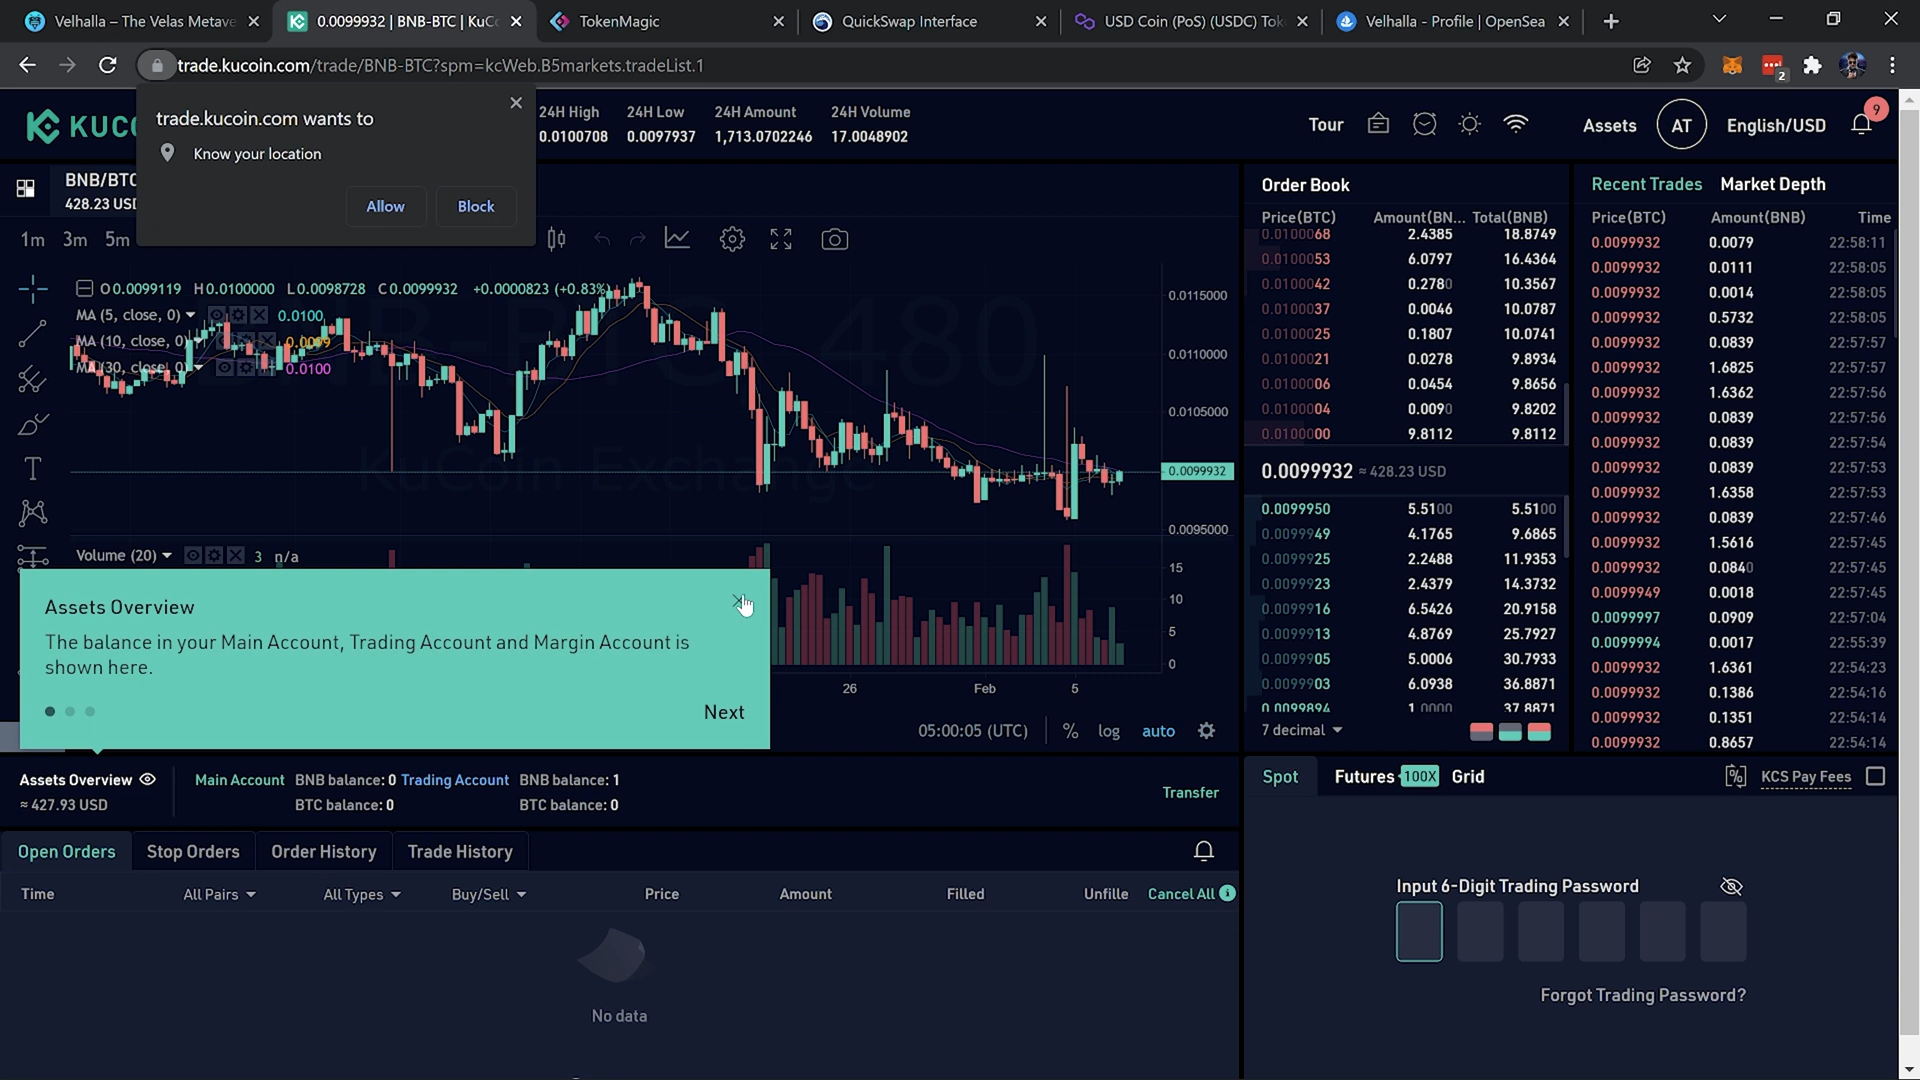 Velhalla – The Velas Metave
0.0099932 | BNB-BTC | KuC
TokenMagic
QuickSwap Interface
USD Coin (PoS) (USDC) Tok
Velhalla - Profile | OpenSea
trade.kucoin.com/trade/BNB-BTC?spm=kcWeb.B5markets.tradeList.1
2
trade.kucoin.com wants to
Know your location
Allow Block
KUCO
24H High 24H Low 24H Amount 24H Volume
0.0100708 0.0097937 1,713.0702246 17.0048902
Tour Assets AT English/USD 9
BNB/BTC
428.23 USD
1m 3m 5m
O0.0099119 H0.0100000 L0.0098728 C0.0099932 +0.0000823 (+0.83%)
MA (5, close, 0) 0.0100
MA (10, close, 0) 0.0099
MA (30, close, 0) 0.0100
KuCoin Exchange
0.0115000
0.0110000
0.0105000
0.0099932
0.0095000
Volume (20) 3 n/a
15
10
5
0
26 Feb 5
Assets Overview
The balance in your Main Account, Trading Account and Margin Account is
shown here.
Next
05:00:05 (UTC) % log auto
Order Book
Price(BTC) Amount(BN... Total(BNB)
0.0100068 2.4385 18.8749
0.0100053 6.0797 16.4364
0.0100042 0.2780 10.3567
0.0100037 0.0046 10.0787
0.0100025 0.1807 10.0741
0.0100021 0.0278 9.8934
0.0100006 0.0454 9.8656
0.0100004 0.0090 9.8202
0.0100000 9.8112 9.8112
0.0099932 ≈ 428.23 USD
0.0099950 5.5100 5.5100
0.0099949 4.1765 9.6865
0.0099925 2.2488 11.9353
0.0099923 2.4379 14.3732
0.0099916 6.5426 20.9158
0.0099913 4.8769 25.7927
0.0099905 5.0006 30.7933
0.0099903 6.0938 36.8871
0.0099894 1.0000 37.8871
7 decimal
Recent Trades Market Depth
Price(BTC) Amount(BNB) Time
0.0099932 0.0079 22:58:11
0.0099932 0.0111 22:58:05
0.0099932 0.0014 22:58:05
0.0099932 0.5732 22:58:05
0.0099932 0.0839 22:57:57
0.0099932 1.6825 22:57:57
0.0099932 1.6362 22:57:56
0.0099932 0.0839 22:57:56
0.0099932 0.0839 22:57:54
0.0099932 0.0839 22:57:53
0.0099932 1.6358 22:57:53
0.0099932 0.0839 22:57:46
0.0099932 1.5616 22:57:45
0.0099932 0.0840 22:57:45
0.0099949 0.0018 22:57:45
0.0099997 0.0909 22:57:04
0.0099994 0.0017 22:55:39
0.0099932 1.6361 22:54:23
0.0099932 0.1386 22:54:16
0.0099932 0.1351 22:54:14
0.0099932 0.8657 22:54:14
Assets Overview Main Account BNB balance: 0 Trading Account BNB balance: 1
≈ 427.93 USD BTC balance: 0 BTC balance: 0
Transfer
Open Orders Stop Orders Order History Trade History
Time All Pairs All Types Buy/Sell Price Amount Filled Unfille Cancel All
No data
Spot Futures 100X Grid KCS Pay Fees
Input 6-Digit Trading Password
Forgot Trading Password?